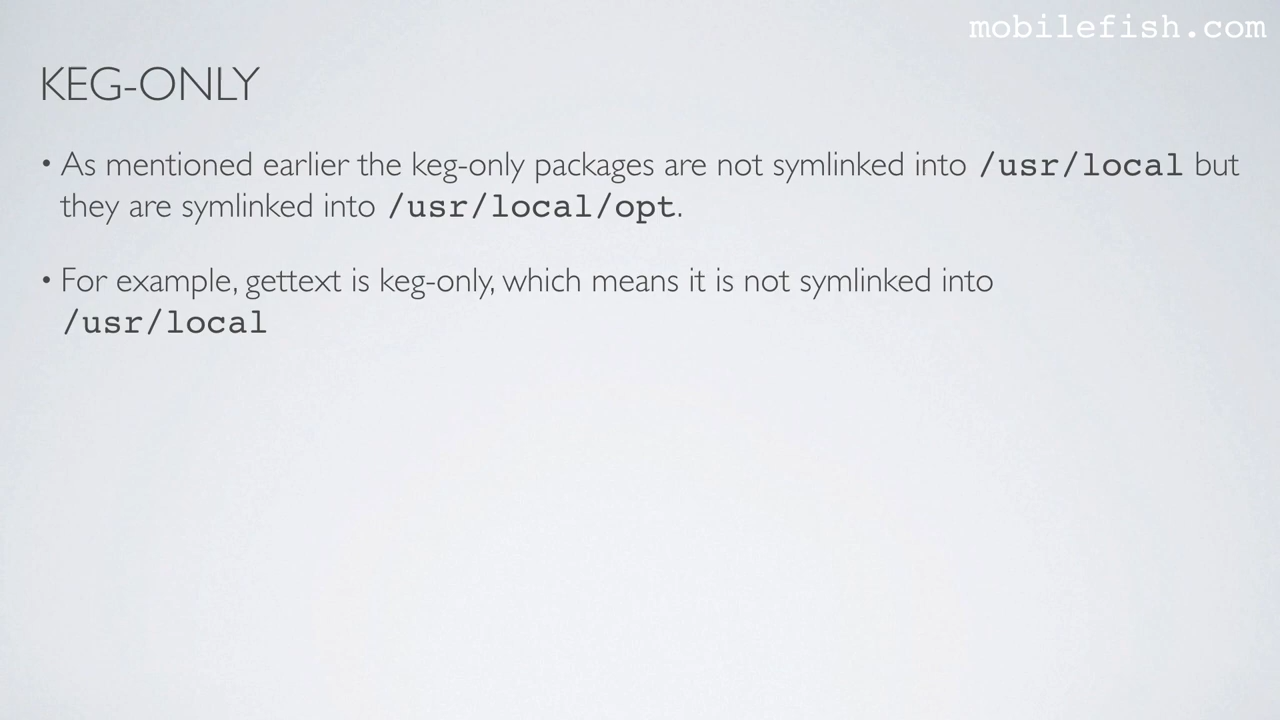 mobilefish.com
KEG-ONLY
• As mentioned earlier the keg-only packages are not symlinked into /usr/local but
they are symlinked into /usr/local/opt.
• For example, gettext is keg-only, which means it is not symlinked into
/usr/local